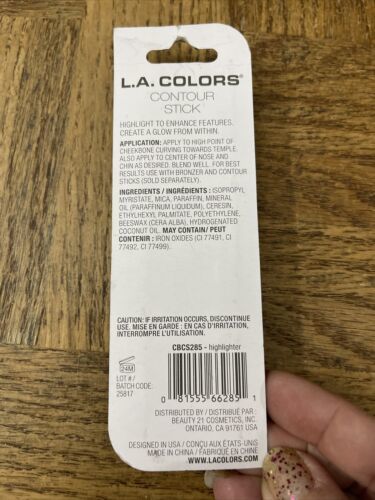 L.A. COLORS®
CONTOUR
STICK
HIGHLIGHT TO ENHANCE FEATURES.
CREATE A GLOW FROM WITHIN.
APPLICATION: APPLY TO HIGH POINT OF
CHEEKBONE CURVING TOWARDS TEMPLE.
ALSO APPLY TO CENTER OF NOSE AND
CHIN AS DESIRED. BLEND WELL. FOR BEST
RESULTS USE WITH BRONZER AND CONTOUR
STICKS (SOLD SEPARATELY).
INGREDIENTS / INGRÉDIENTS : ISOPROPYL
MYRISTATE, MICA, PARAFFIN, MINERAL
OIL (PARAFFINUM LIQUIDUM), CERESIN,
ETHYLHEXYL PALMITATE, POLYETHYLENE,
BEESWAX (CERA ALBA), HYDROGENATED
COCONUT OIL. MAY CONTAIN/ PEUT
CONTENIR : IRON OXIDES (CI 77491, CI
77492, CI 77499).
CAUTION: IF IRRITATION OCCURS, DISCONTINUE
USE. MISE EN GARDE : EN CAS D'IRRITATION,
INTERROMPRE L'UTILISATION.
CBCS285 - highlighter
24M
LOT # /
BATCH CODE:
25817
0 81555 66285 1
DISTRIBUTED BY / DISTRIBUÉ PAR :
BEAUTY 21 COSMETICS, INC.
ONTARIO, CA 91761 USA
DESIGNED IN USA / CONÇU AUX ÉTATS-UNIS
MADE IN CHINA / FABRIQUÉ EN CHINE
WWW.LACOLORS.COM